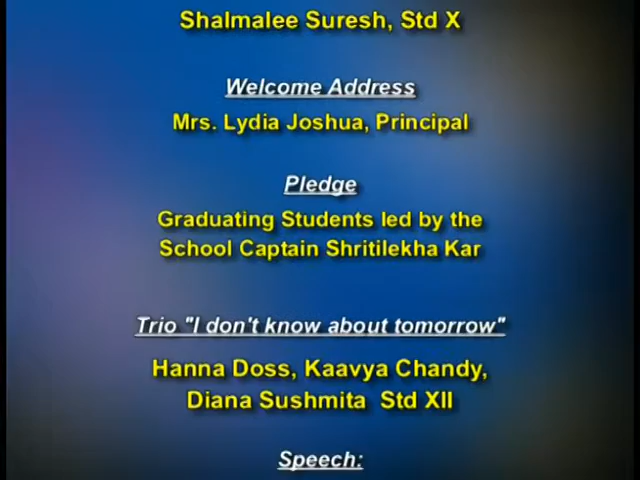 Shalmalee Suresh, Std X
Welcome Address
Mrs. Lydia Joshua, Principal
Pledge
Graduating Students led by the
School Captain Shritilekha Kar
Trio "I don't know about tomorrow"
Hanna Doss, Kaavya Chandy,
Diana Sushmita Std XII
Speech: